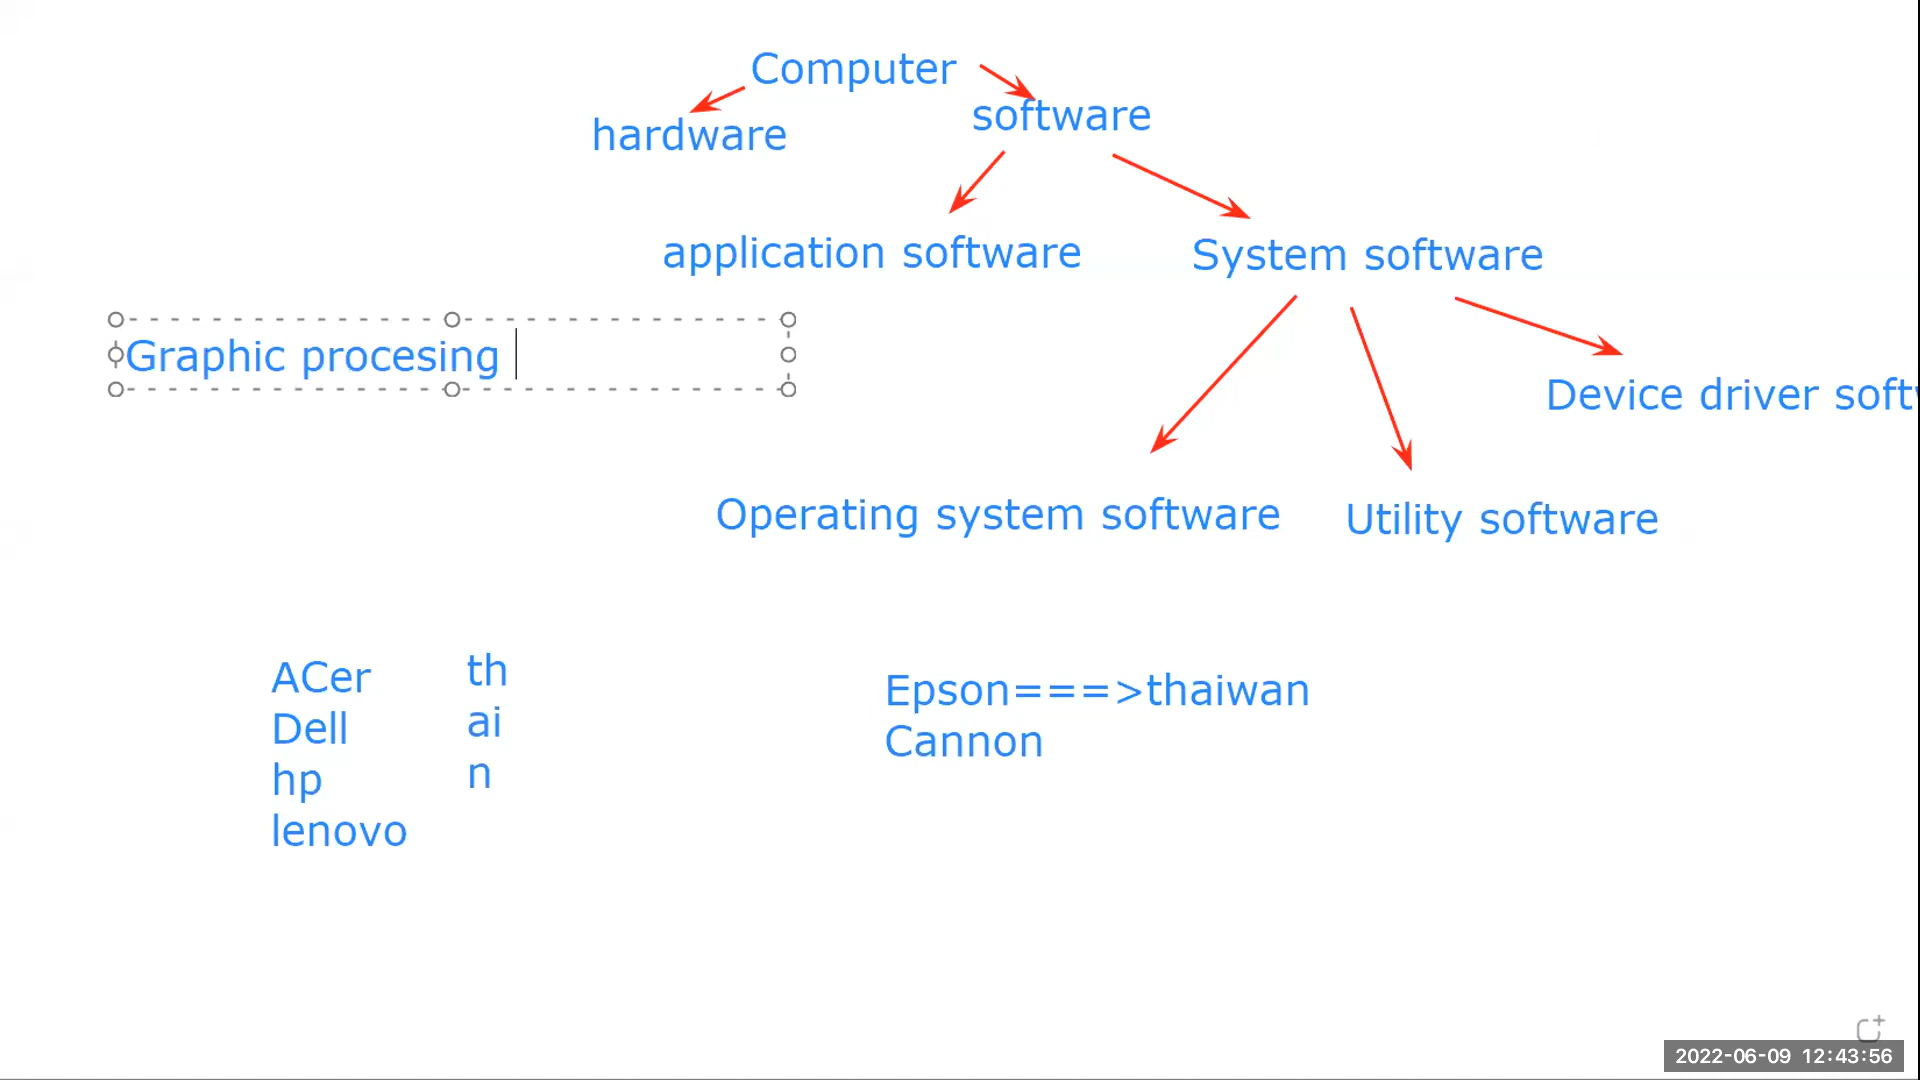 Computer
hardware
software
application software
System software
Graphic procesing
Device driver soft
Operating system software
Utility software
ACer
Dell
hp
lenovo
th
ai
n
Epson===>thaiwan
Cannon
2022-06-09 12:43:56